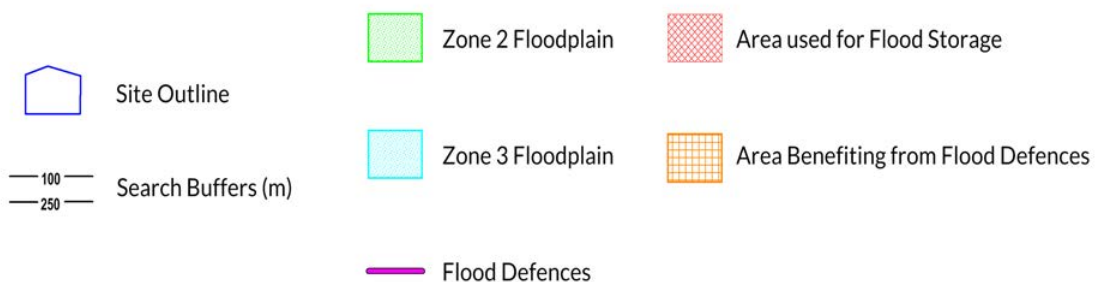 Site Outline
100
250
Search Buffers (m)
Zone 2 Floodplain
Zone 3 Floodplain
Flood Defences
Area used for Flood Storage
Area Benefiting from Flood Defences